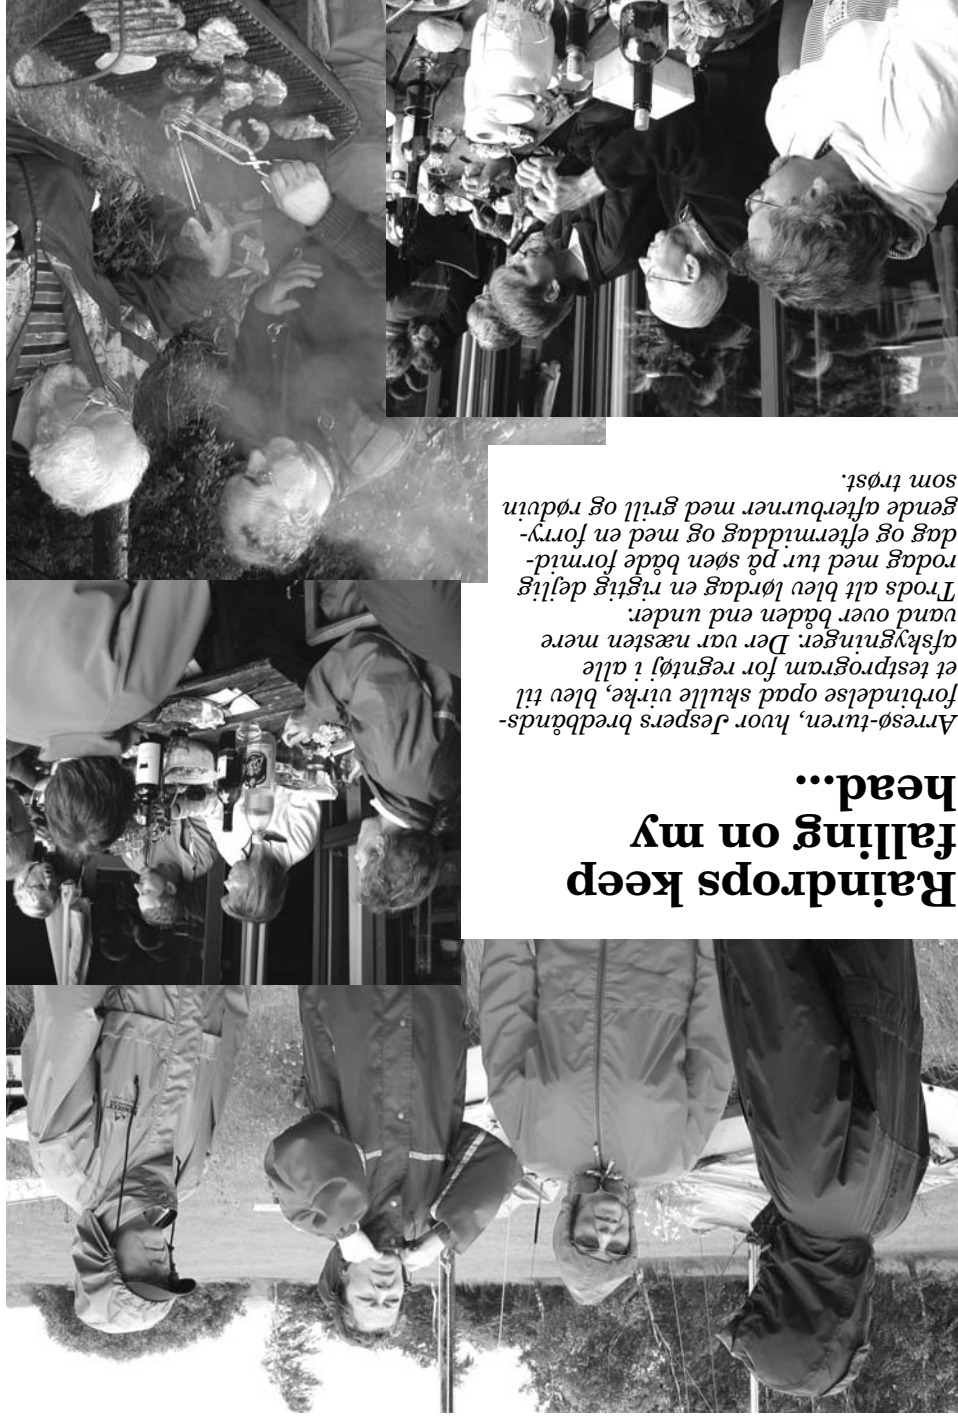 Raindrops keep
falling on my
head...
Arresø-turen, hvor Jespers bredbånds-
forbindelse opad skulle virke, blev til
et testprogram for regntøj i alle
afskygninger. Der var næsten mere
vand over båden end under.
Trods alt blev lørdag en rigtig dejlig
rodag med tur på søen både formid-
dag og eftermiddag og med en forry-
gende afterburner med grill og rødvin
som trøst.